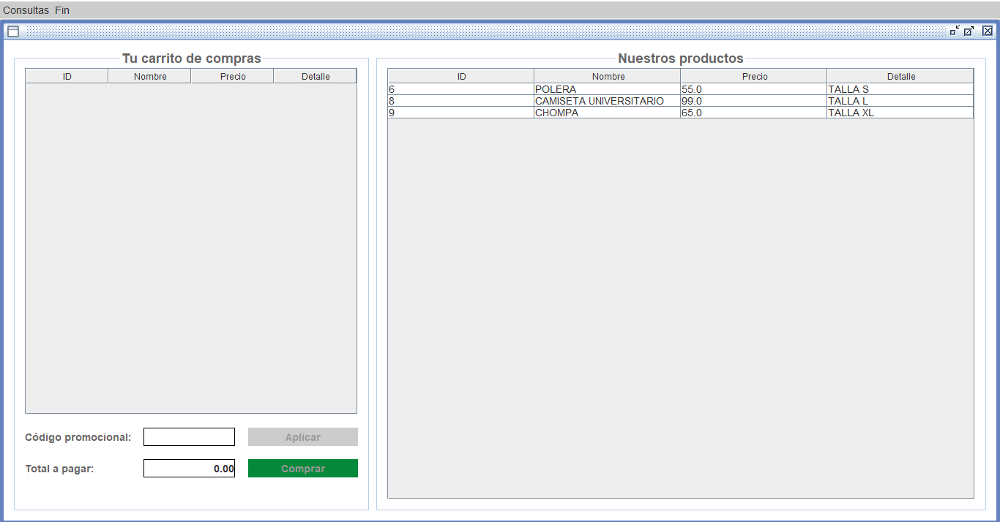 Consultas Fin
Tu carrito de compras
ID Nombre Precio Detalle
Código promocional: Aplicar
Total a pagar: 0.00 Comprar
Nuestros productos
ID Nombre Precio Detalle
6 POLERA 55.0 TALLA S
8 CAMISETA UNIVERSITARIO 99.0 TALLA L
9 CHOMPA 65.0 TALLA XL